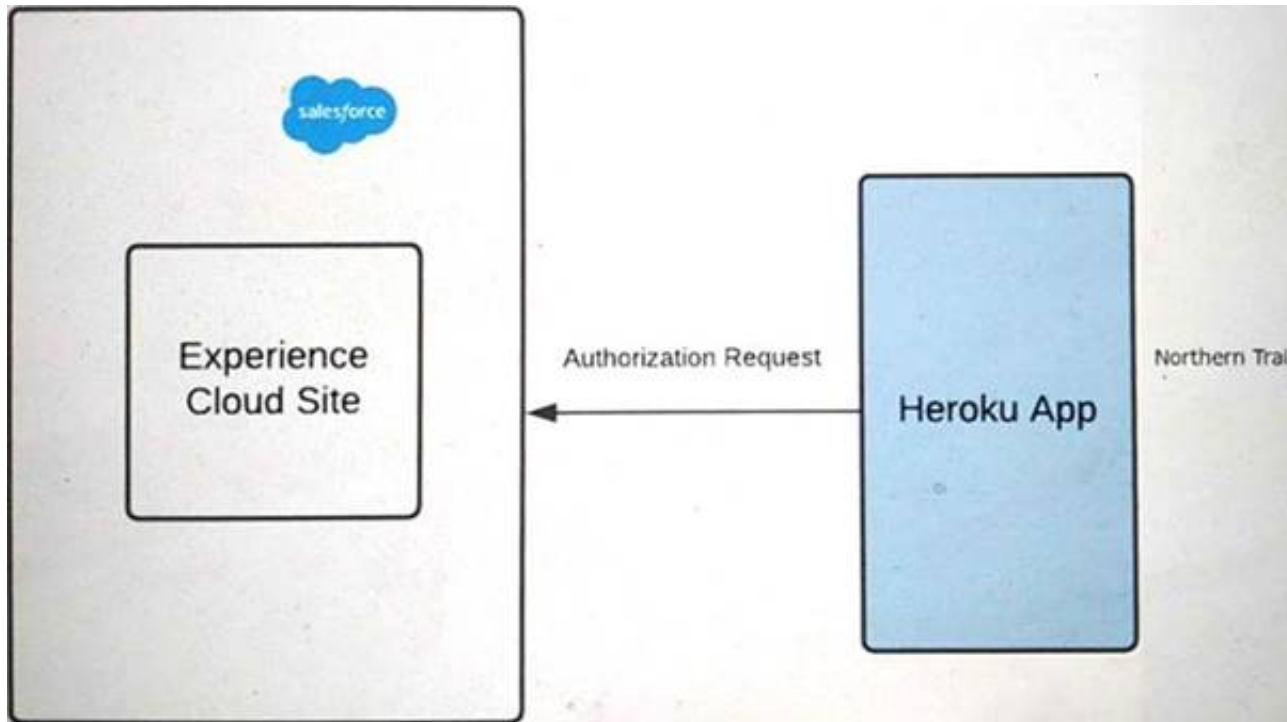 salesforce
Experience
Cloud Site
Authorization Request
Heroku App
Northern Trai